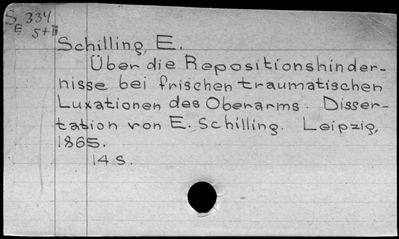 S 334
E 5+П
Schilling, E.
Über die Repositionshinder-
nisse bei frischen traumatischen
Luxationen des Oberarms. Disser-
tation von E. Schilling. Leipzig,
1865.
14 S.